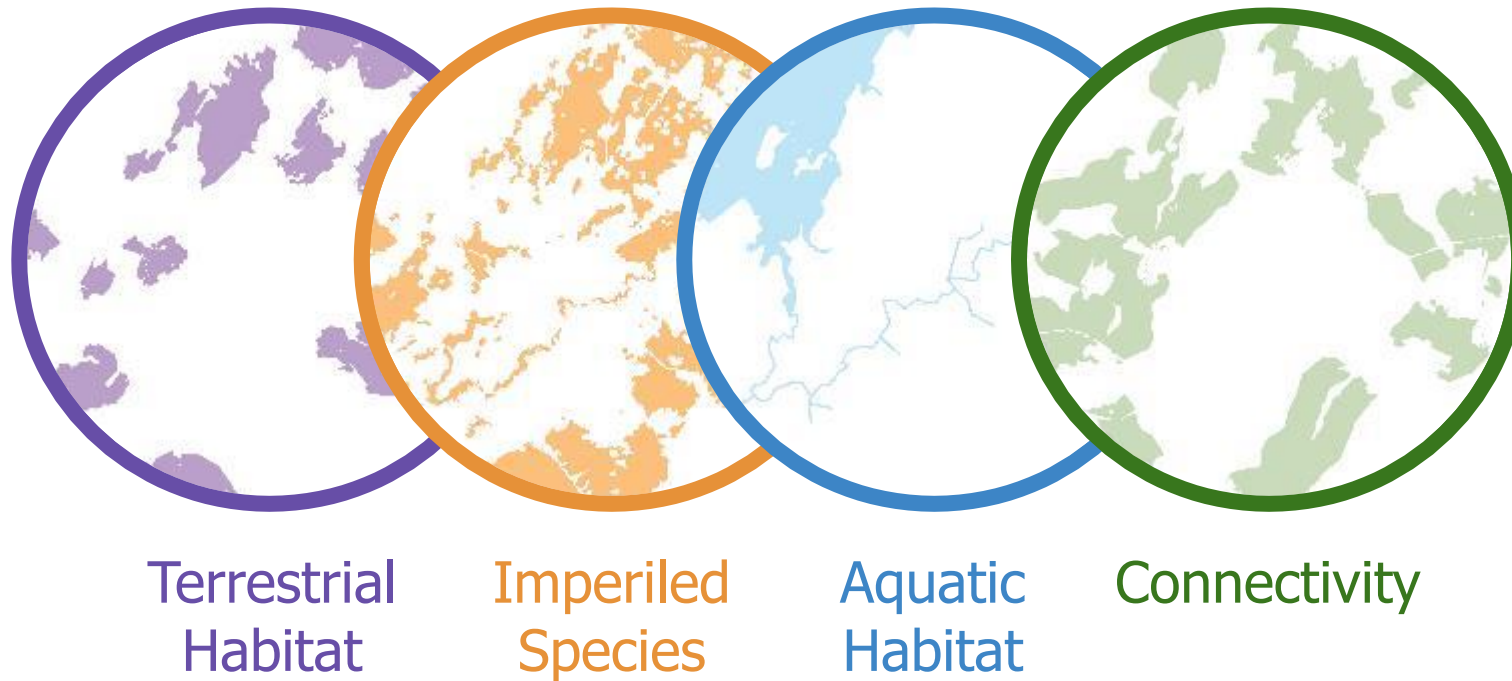 Terrestrial
Habitat
Imperiled
Species
Aquatic
Habitat
Connectivity